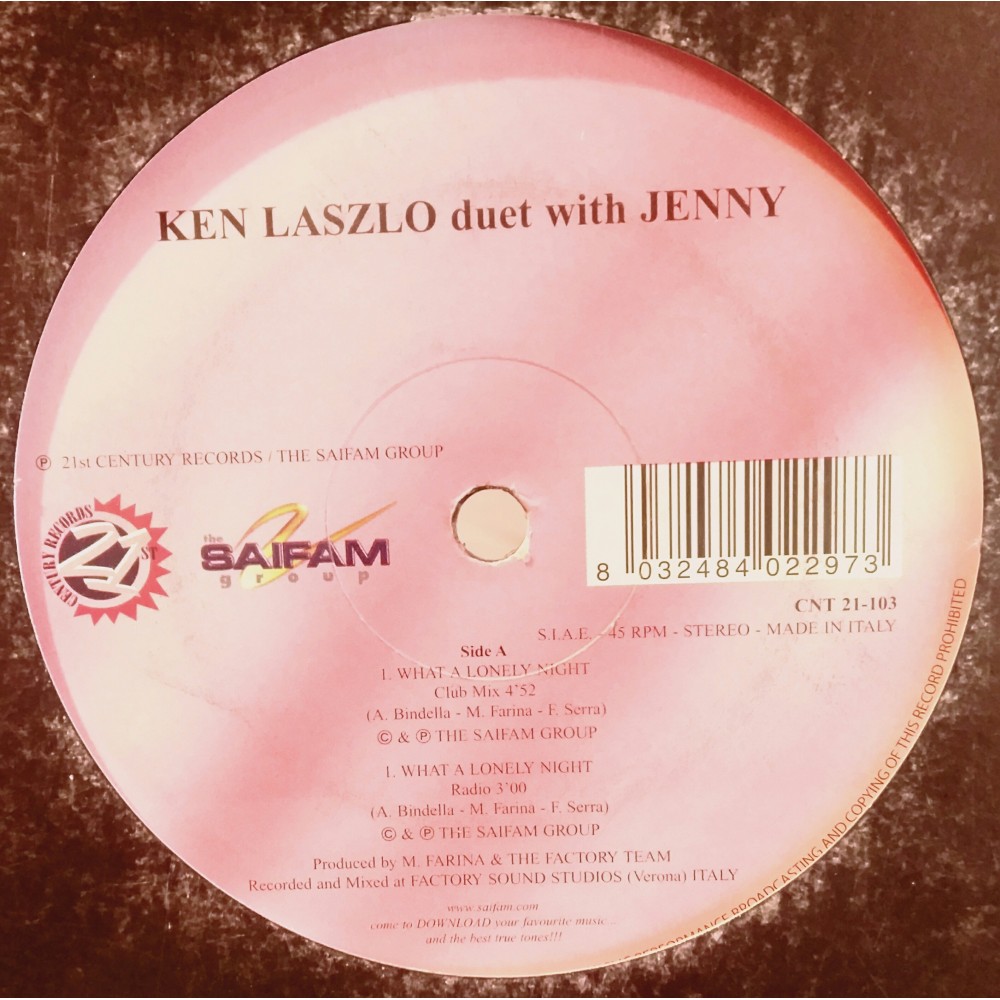 KEN LASZLO duet with JENNY
℗ 21st CENTURY RECORDS / THE SAIFAM GROUP
CENTURY RECORDS
21ST
the
SAIFAM
group
8 032484 022973
CNT 21-103
S.I.A.E. - 45 RPM - STEREO - MADE IN ITALY
Side A
1. WHAT A LONELY NIGHT
Club Mix 4'52
(A. Bindella - M. Farina - F. Serra)
© & ℗ THE SAIFAM GROUP
1. WHAT A LONELY NIGHT
Radio 3'00
(A. Bindella - M. Farina - F. Serra)
© & ℗ THE SAIFAM GROUP
Produced by M. FARINA & THE FACTORY TEAM
Recorded and Mixed at FACTORY SOUND STUDIOS (Verona) ITALY
www.saifam.com
come to DOWNLOAD your favourite music...
and the best true tones!!!
PERFORMANCE BROADCASTING AND COPYING OF THIS RECORD PROHIBITED